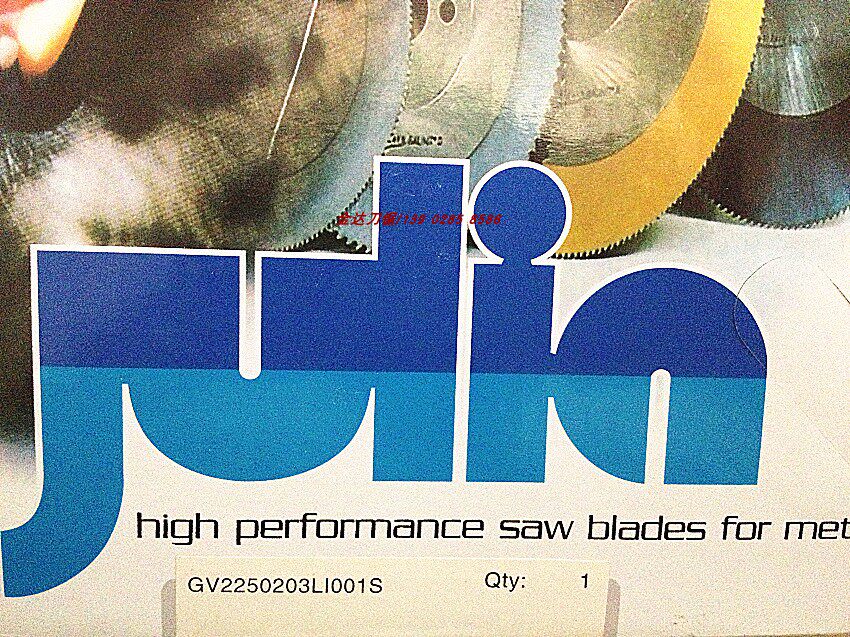 julia
high performance saw blades for met
GV2250203LI001S Qty: 1